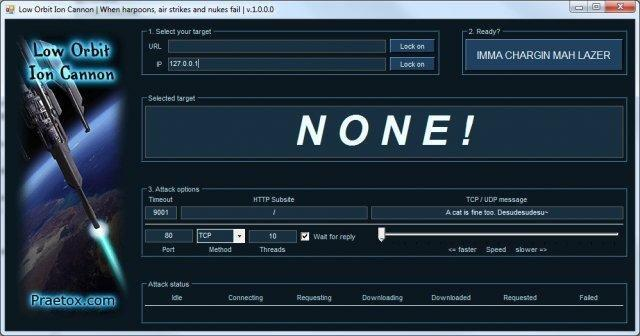 Low Orbit Ion Cannon | When harpoons, air strikes and nukes fail | v.1.0.0.0
Low Orbit
Ion Cannon
Praetox.com
1. Select your target
URL
Lock on
IP
127.0.0.1
Lock on
2. Ready?
IMMA CHARGIN MAH LAZER
Selected target
NONE!
3. Attack options
Timeout
HTTP Subsite
TCP / UDP message
9001
/
A cat is fine too. Desudesudesu~
80
TCP
10
Wait for reply
Port
Method
Threads
<= faster
Speed
slower =>
Attack status
Idle
Connecting
Requesting
Downloading
Downloaded
Requested
Failed